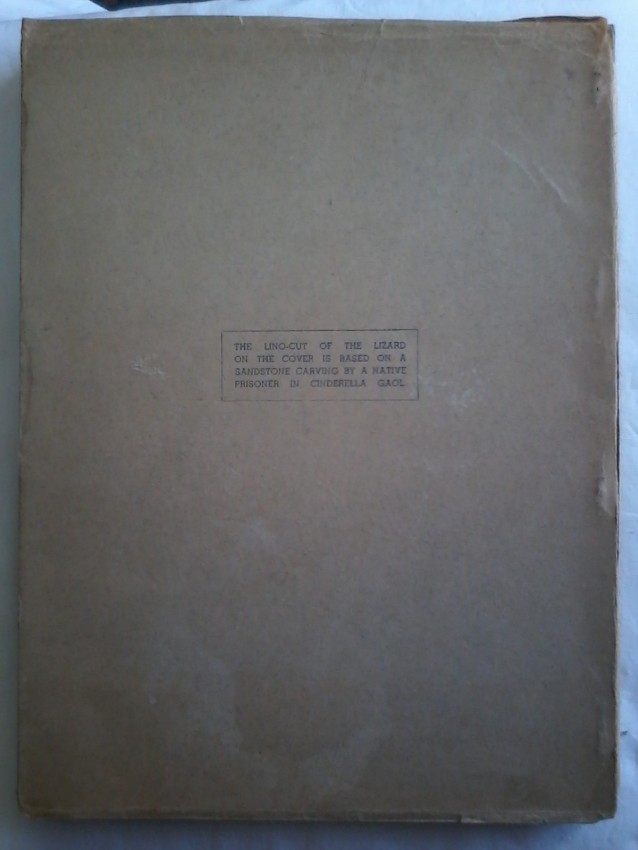 THE LINO-CUT OF THE LIZARD
ON THE COVER IS BASED ON A
SANDSTONE CARVING BY A NATIVE
PRISONER IN CINDERELLA GAOL.